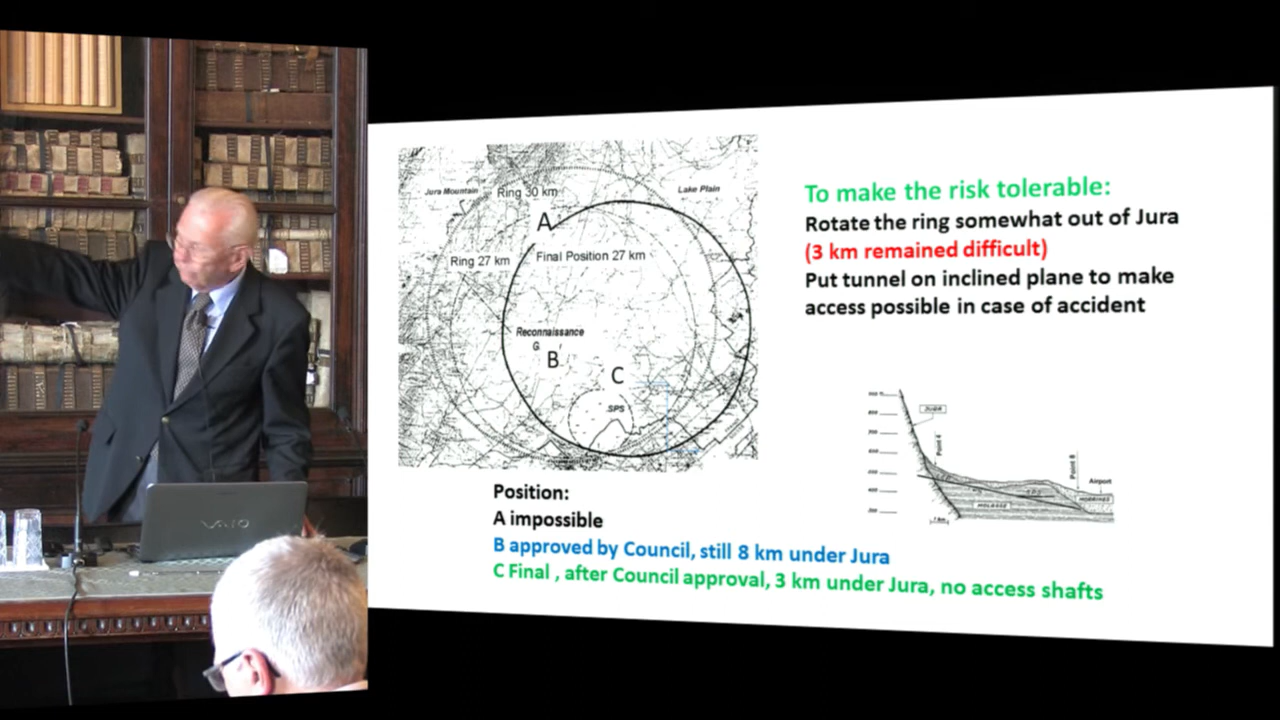 Jura Mountain
Ring 30 km
Lake Plain
A
Ring 27 km
Final Position 27 km
Reconnaissance
G.
B
C
SPS
To make the risk tolerable:
Rotate the ring somewhat out of Jura
(3 km remained difficult)
Put tunnel on inclined plane to make
access possible in case of accident
JURA
Point B
Airport
MOLASSE
Position:
A impossible
B approved by Council, still 8 km under Jura
C Final , after Council approval, 3 km under Jura, no access shafts
VAIO